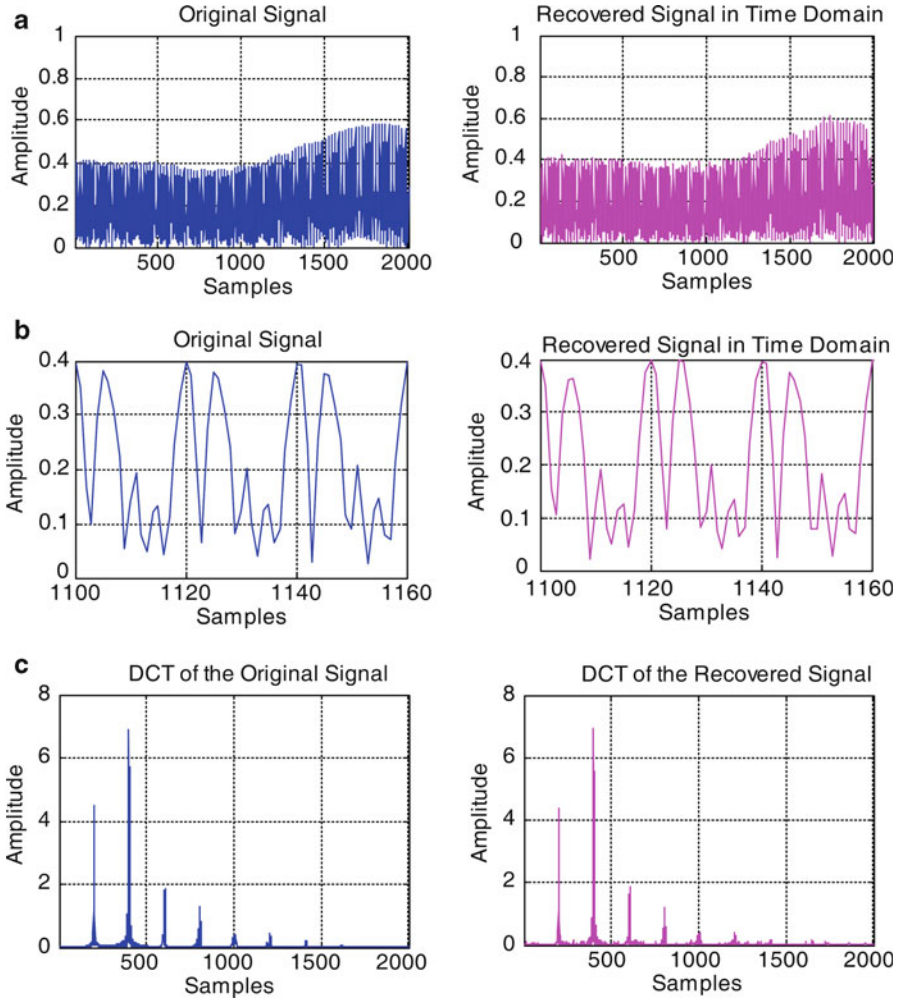 a
Original Signal
Recovered Signal in Time Domain
Amplitude
1
0.8
0.6
0.4
0.2
0
500 1000 1500 2000
Samples
Amplitude
1
0.8
0.6
0.4
0.2
0
500 1000 1500 2000
Samples
b
Original Signal
Recovered Signal in Time Domain
Amplitude
0.4
0.3
0.2
0.1
0
1100 1120 1140 1160
Samples
Amplitude
0.4
0.3
0.2
0.1
0
1100 1120 1140 1160
Samples
c
DCT of the Original Signal
DCT of the Recovered Signal
Amplitude
8
6
4
2
0
500 1000 1500 2000
Samples
Amplitude
8
6
4
2
0
500 1000 1500 2000
Samples